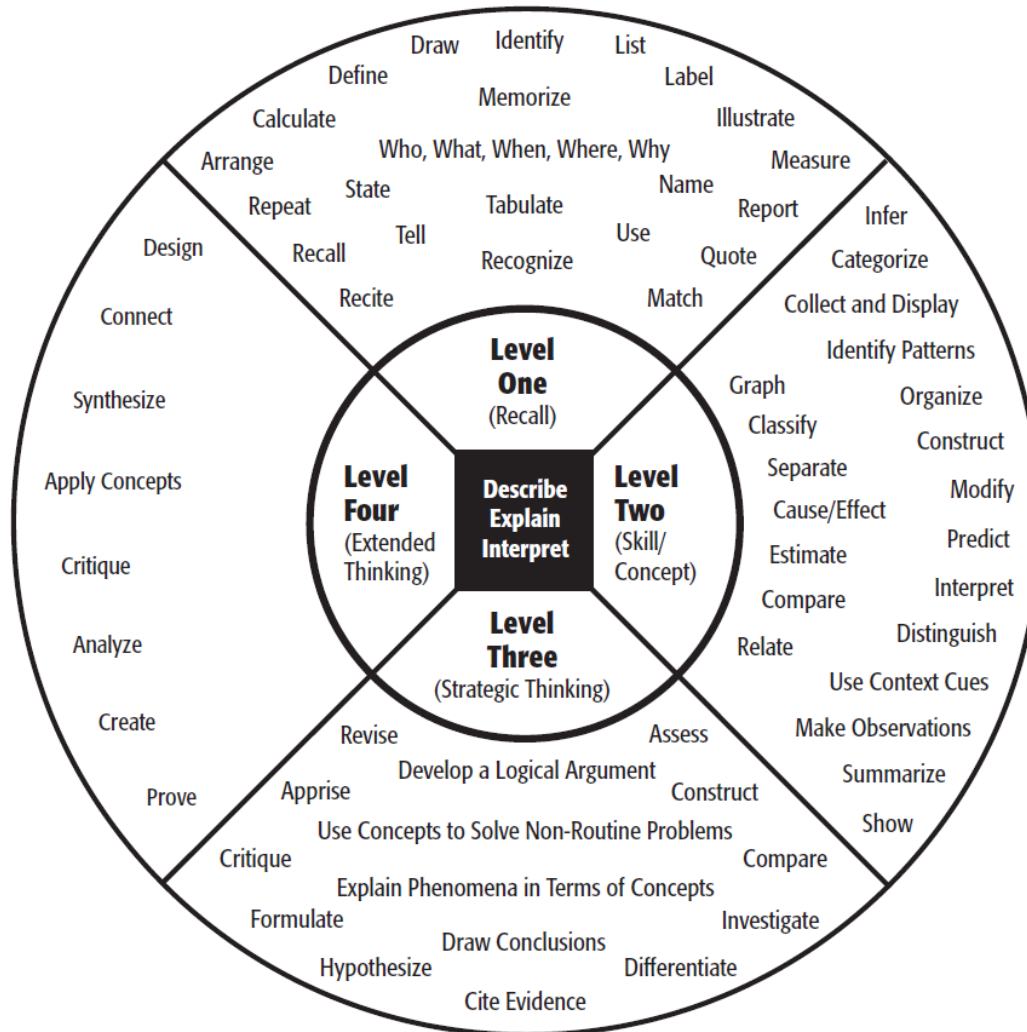 Draw
Identify
List
Define
Label
Memorize
Calculate
Illustrate
Who, What, When, Where, Why
Arrange
Measure
State
Name
Repeat
Tabulate
Report
Tell
Use
Recall
Recognize
Quote
Recite
Match
Level
One
(Recall)
Infer
Categorize
Collect and Display
Identify Patterns
Graph
Organize
Classify
Construct
Separate
Modify
Cause/Effect
Predict
Estimate
Interpret
Compare
Distinguish
Relate
Use Context Cues
Make Observations
Summarize
Show
Level
Two
(Skill/
Concept)
Describe
Explain
Interpret
Level
Three
(Strategic Thinking)
Revise
Assess
Develop a Logical Argument
Apprise
Construct
Use Concepts to Solve Non-Routine Problems
Critique
Compare
Explain Phenomena in Terms of Concepts
Formulate
Investigate
Draw Conclusions
Hypothesize
Differentiate
Cite Evidence
Level
Four
(Extended
Thinking)
Design
Connect
Synthesize
Apply Concepts
Critique
Analyze
Create
Prove